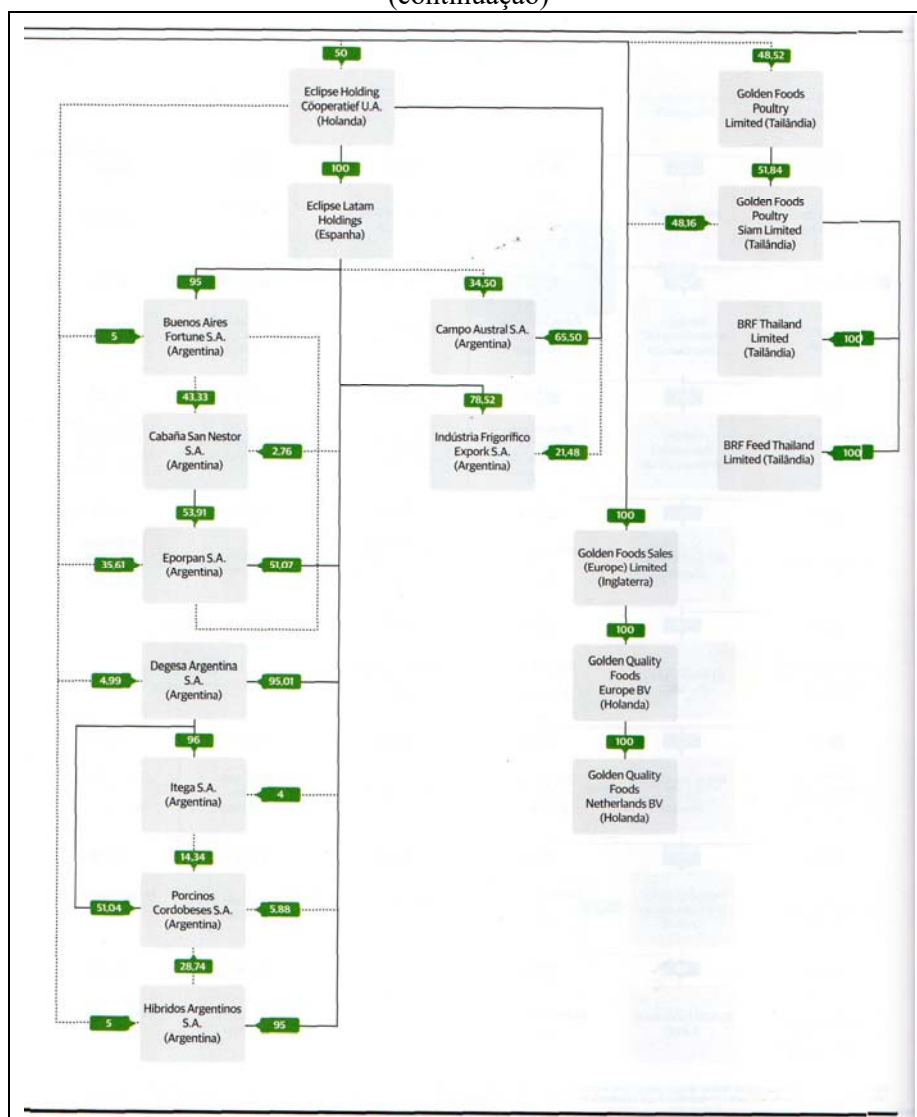 (continuação)
50
48,52
Eclipse Holding
Cöoperatief U.A.
(Holanda)
Golden Foods
Poultry
Limited (Tailândia)
100
51,84
Eclipse Latam
Holdings
(Espanha)
48,16
Golden Foods
Poultry
Siam Limited
(Tailândia)
95
34,50
5
Buenos Aires
Fortune S.A.
(Argentina)
Campo Austral S.A.
(Argentina)
65,50
BRF Thailand
Limited
(Tailândia)
100
43,33
78,52
Cabaña San Nestor
S.A.
(Argentina)
2,76
Indústria Frigorífico
Expork S.A.
(Argentina)
21,48
BRF Feed Thailand
Limited (Tailândia)
100
53,91
100
35,61
Eporpan S.A.
(Argentina)
51,07
Golden Foods Sales
(Europe) Limited
(Inglaterra)
100
4,99
Degesa Argentina
S.A.
(Argentina)
95,01
Golden Quality
Foods
Europe BV
(Holanda)
96
100
Itega S.A.
(Argentina)
4
Golden Quality
Foods
Netherlands BV
(Holanda)
14,34
51,04
Porcinos
Cordobeses S.A.
(Argentina)
5,88
28,74
5
Híbridos Argentinos
S.A.
(Argentina)
95